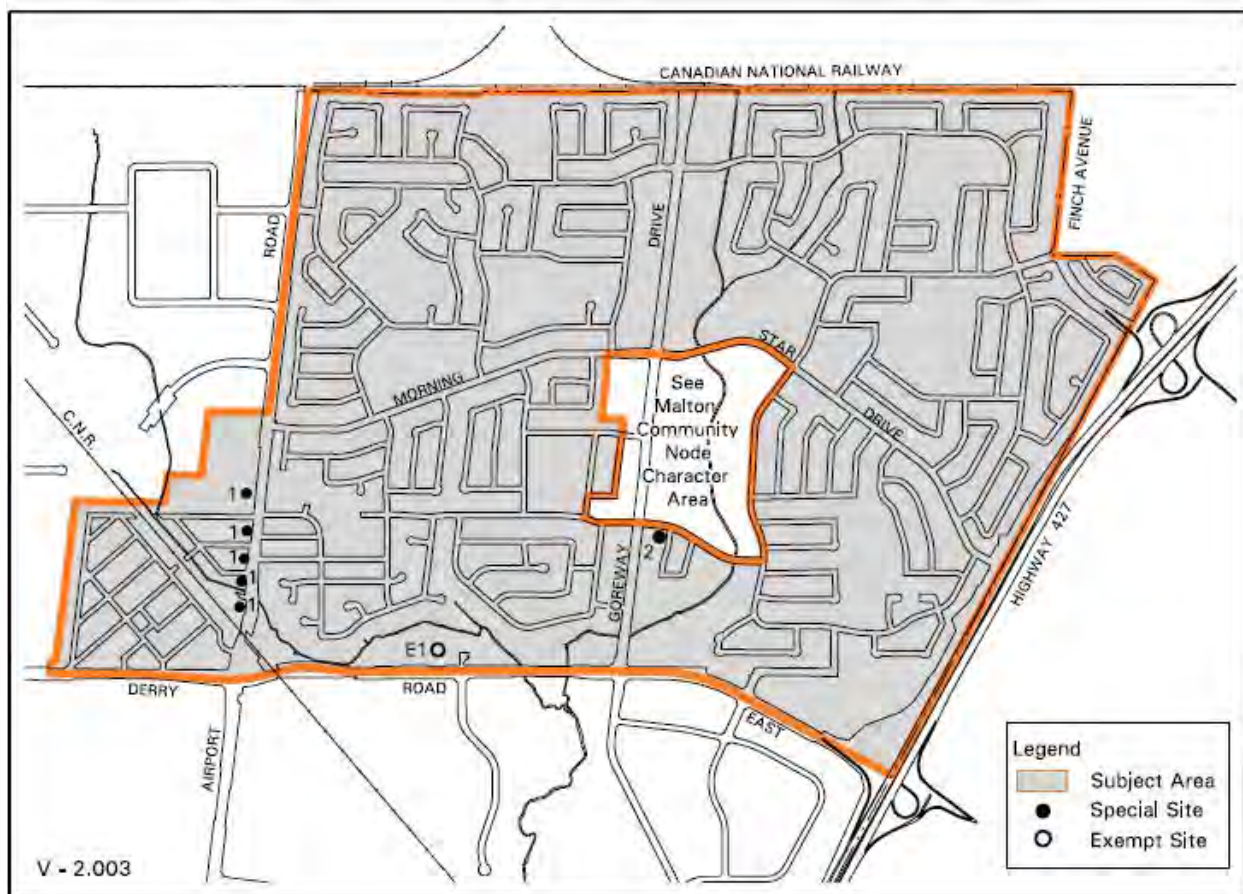 CANADIAN NATIONAL RAILWAY
FINCH AVENUE
ROAD
DRIVE
MORNING
STAR
DRIVE
C.N.R.
See
Malton
Community
Node
Character
Area
1
1
1
1
1
2
GOREWAY
HIGHWAY 427
E1
DERRY
ROAD
EAST
AIRPORT
Legend
Subject Area
Special Site
Exempt Site
V - 2.003